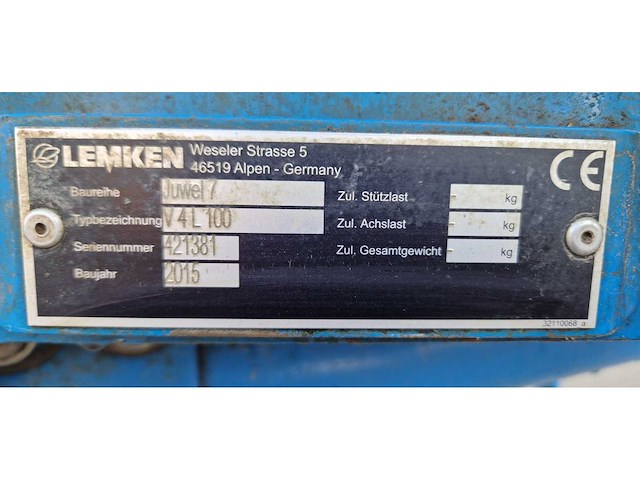 LEMKEN Weseler Strasse 5
46519 Alpen - Germany
CE
Baureihe Juwel 7 Zul. Stützlast - kg
Typbezeichnung V 4 L 100 Zul. Achslast - kg
Seriennummer 421381 Zul. Gesamtgewicht - kg
Baujahr 2015
32110068 a